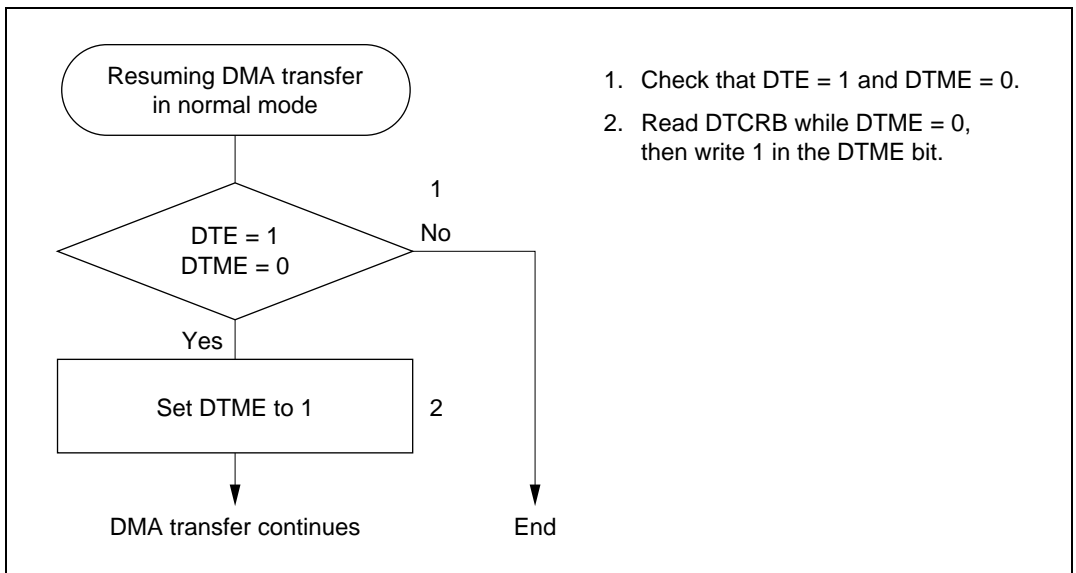 Resuming DMA transfer
in normal mode
1
DTE = 1
DTME = 0
No
Yes
Set DTME to 1
2
DMA transfer continues
End
1. Check that DTE = 1 and DTME = 0.
2. Read DTCRB while DTME = 0,
then write 1 in the DTME bit.